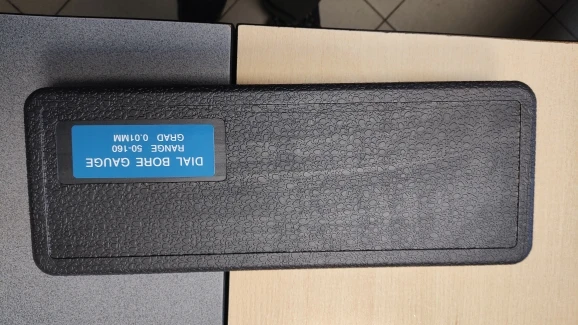 DIAL BORE GAUGE
RANGE 50-160
GRAD 0.01MM